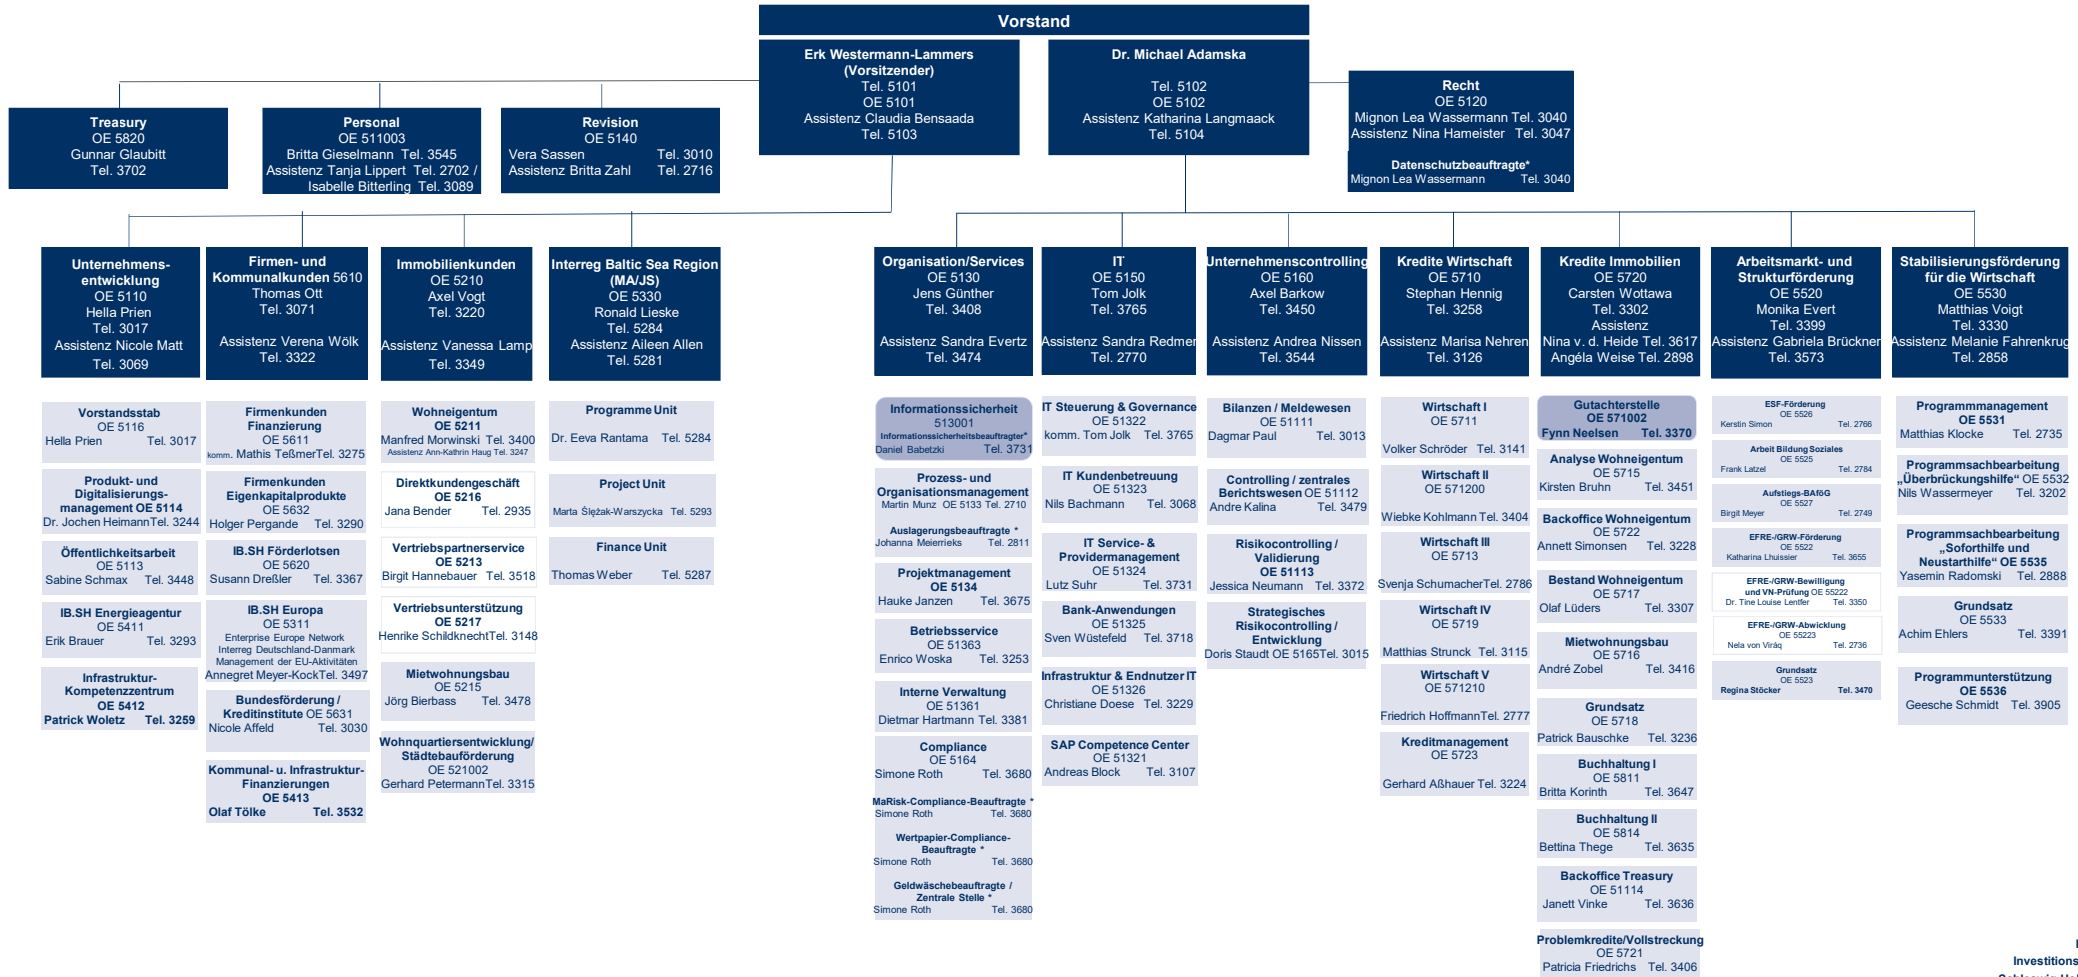 Vorstand
Erk Westermann-Lammers
(Vorsitzender)
Tel. 5101
OE 5101
Assistenz Claudia Bensaada
Tel. 5103
Dr. Michael Adamska
Tel. 5102
OE 5102
Assistenz Katharina Langmaack
Tel. 5104
Recht
OE 5120
Mignon Lea Wassermann Tel. 3040
Assistenz Nina Hameister Tel. 3047
Datenschutzbeauftragte*
Mignon Lea Wassermann Tel. 3040
Treasury
OE 5820
Gunnar Glaubitt
Tel. 3702
Personal
OE 511003
Britta Gieselmann Tel. 3545
Assistenz Tanja Lippert Tel. 2702 /
Isabelle Bitterling Tel. 3089
Revision
OE 5140
Vera Sassen Tel. 3010
Assistenz Britta Zahl Tel. 2716
Unternehmens-
entwicklung
OE 5110
Hella Prien
Tel. 3017
Assistenz Nicole Matt
Tel. 3069
Vorstandsstab
OE 5116
Hella Prien Tel. 3017
Produkt- und
Digitalisierungs-
management OE 5114
Dr. Jochen HeimannTel. 3244
Öffentlichkeitsarbeit
OE 5113
Sabine Schmax Tel. 3448
IB.SH Energieagentur
OE 5411
Erik Brauer Tel. 3293
Infrastruktur-
Kompetenzzentrum
OE 5412
Patrick Woletz Tel. 3259
Firmen- und
Kommunalkunden 5610
Thomas Ott
Tel. 3071
Assistenz Verena Wölk
Tel. 3322
Firmenkunden
Finanzierung
OE 5611
komm. Mathis TeßmerTel. 3275
Firmenkunden
Eigenkapitalprodukte
OE 5632
Holger Pergande Tel. 3290
IB.SH Förderlotsen
OE 5620
Susann Dreßler Tel. 3367
IB.SH Europa
OE 5311
Enterprise Europe Network
Interreg Deutschland-Danmark
Management der EU-Aktivitäten
Annegret Meyer-KockTel. 3497
Bundesförderung /
Kreditinstitute OE 5631
Nicole Affeld Tel. 3030
Kommunal- u. Infrastruktur-
Finanzierungen
OE 5413
Olaf Tölke Tel. 3532
Immobilienkunden
OE 5210
Axel Vogt
Tel. 3220
Assistenz Vanessa Lamp
Tel. 3349
Wohneigentum
OE 5211
Manfred Morwinski Tel. 3400
Assistenz Ann-Kathrin Haug Tel. 3247
Direktkundengeschäft
OE 5216
Jana Bender Tel. 2935
Vertriebspartnerservice
OE 5213
Birgit Hannebauer Tel. 3518
Vertriebsunterstützung
OE 5217
Henrike SchildknechtTel. 3148
Mietwohnungsbau
OE 5215
Jörg Bierbass Tel. 3478
Wohnquartiersentwicklung/
Städtebauförderung
OE 521002
Gerhard PetermannTel. 3315
Interreg Baltic Sea Region
(MA/JS)
OE 5330
Ronald Lieske
Tel. 5284
Assistenz Aileen Allen
Tel. 5281
Programme Unit
Dr. Eeva Rantama Tel. 5284
Project Unit
Marta Ślężak-Warszycka Tel. 5293
Finance Unit
Thomas Weber Tel. 5287
Organisation/Services
OE 5130
Jens Günther
Tel. 3408
Assistenz Sandra Evertz
Tel. 3474
Informationssicherheit
513001
Informationssicherheitsbeauftragter*
Daniel Babetzki Tel. 3731
Prozess- und
Organisationsmanagement
Martin Munz OE 5133 Tel. 2710
Auslagerungsbeauftragte *
Johanna Meierrieks Tel. 2811
Projektmanagement
OE 5134
Hauke Janzen Tel. 3675
Betriebsservice
OE 51363
Enrico Woska Tel. 3253
Interne Verwaltung
OE 51361
Dietmar Hartmann Tel. 3381
Compliance
OE 5164
Simone Roth Tel. 3680
MaRisk-Compliance-Beauftragte *
Simone Roth Tel. 3680
Wertpapier-Compliance-
Beauftragte *
Simone Roth Tel. 3680
Geldwäschebeauftragte /
Zentrale Stelle *
Simone Roth Tel. 3680
IT
OE 5150
Tom Jolk
Tel. 3765
Assistenz Sandra Redmer
Tel. 2770
IT Steuerung & Governance
OE 51322
komm. Tom Jolk Tel. 3765
IT Kundenbetreuung
OE 51323
Nils Bachmann Tel. 3068
IT Service- &
Providermanagement
OE 51324
Lutz Suhr Tel. 3731
Bank-Anwendungen
OE 51325
Sven Wüstefeld Tel. 3718
Infrastruktur & Endnutzer IT
OE 51326
Christiane Doese Tel. 3229
SAP Competence Center
OE 51321
Andreas Block Tel. 3107
Unternehmenscontrolling
OE 5160
Axel Barkow
Tel. 3450
Assistenz Andrea Nissen
Tel. 3544
Bilanzen / Meldewesen
OE 51111
Dagmar Paul Tel. 3013
Controlling / zentrales
Berichtswesen OE 51112
Andre Kalina Tel. 3479
Risikocontrolling /
Validierung
OE 51113
Jessica Neumann Tel. 3372
Strategisches
Risikocontrolling /
Entwicklung
Doris Staudt OE 5165Tel. 3015
Kredite Wirtschaft
OE 5710
Stephan Hennig
Tel. 3258
Assistenz Marisa Nehren
Tel. 3126
Wirtschaft I
OE 5711
Volker Schröder Tel. 3141
Wirtschaft II
OE 571200
Wiebke Kohlmann Tel. 3404
Wirtschaft III
OE 5713
Svenja SchumacherTel. 2786
Wirtschaft IV
OE 5719
Matthias Strunck Tel. 3115
Wirtschaft V
OE 571210
Friedrich HoffmannTel. 2777
Kreditmanagement
OE 5723
Gerhard Aßhauer Tel. 3224
Kredite Immobilien
OE 5720
Carsten Wottawa
Tel. 3302
Assistenz
Nina v. d. Heide Tel. 3617
Angéla Weise Tel. 2898
Gutachterstelle
OE 571002
Fynn Neelsen Tel. 3370
Analyse Wohneigentum
OE 5715
Kirsten Bruhn Tel. 3451
Backoffice Wohneigentum
OE 5722
Annett Simonsen Tel. 3228
Bestand Wohneigentum
OE 5717
Olaf Lüders Tel. 3307
Mietwohnungsbau
OE 5716
André Zobel Tel. 3416
Grundsatz
OE 5718
Patrick Bauschke Tel. 3236
Buchhaltung I
OE 5811
Britta Korinth Tel. 3647
Buchhaltung II
OE 5814
Bettina Thege Tel. 3635
Backoffice Treasury
OE 51114
Janett Vinke Tel. 3636
Problemkredite/Vollstreckung
OE 5721
Patricia Friedrichs Tel. 3406
Arbeitsmarkt- und
Strukturförderung
OE 5520
Monika Evert
Tel. 3399
Assistenz Gabriela Brückner
Tel. 3573
ESF-Förderung
OE 5526
Kerstin Simon Tel. 2766
Arbeit Bildung Soziales
OE 5525
Frank Latzel Tel. 2784
Aufstiegs-BAföG
OE 5527
Birgit Meyer Tel. 2749
EFRE-/GRW-Förderung
OE 5522
Katharina Lhuissier Tel. 3655
EFRE-/GRW-Bewilligung
und VN-Prüfung OE 55222
Dr. Tine Louise Lentfer Tel. 3350
EFRE-/GRW-Abwicklung
OE 55223
Nela von Viráq Tel. 2736
Grundsatz
OE 5523
Regina Stöcker Tel. 3470
Stabilisierungsförderung
für die Wirtschaft
OE 5530
Matthias Voigt
Tel. 3330
Assistenz Melanie Fahrenkrug
Tel. 2858
Programmmanagement
OE 5531
Matthias Klocke Tel. 2735
Programmsachbearbeitung
„Überbrückungshilfe“ OE 5532
Nils Wassermeyer Tel. 3202
Programmsachbearbeitung
„Soforthilfe und
Neustarthilfe“ OE 5535
Yasemin Radomski Tel. 2888
Grundsatz
OE 5533
Achim Ehlers Tel. 3391
Programmunterstützung
OE 5536
Geesche Schmidt Tel. 3905
Investitions